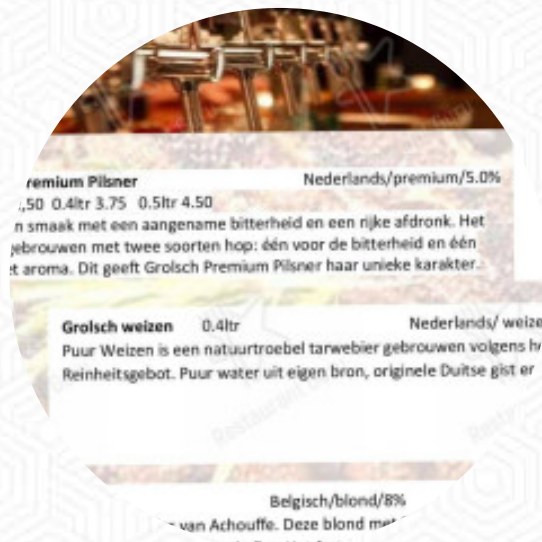 Premium Pilsner Nederlands/premium/5.0%
,50 0.4ltr 3.75 0.5ltr 4.50
n smaak met een aangename bitterheid en een rijke afdronk. Het
gebrouwen met twee soorten hop: één voor de bitterheid en één
t aroma. Dit geeft Grolsch Premium Pilsner haar unieke karakter.
Grolsch weizen 0.4ltr Nederlands/ weize
Puur Weizen is een natuurtroebel tarwebier gebrouwen volgens h
Reinheitsgebot. Puur water uit eigen bron, originele Duitse gist er
Belgisch/blond/8%
van Achouffe. Deze blond met